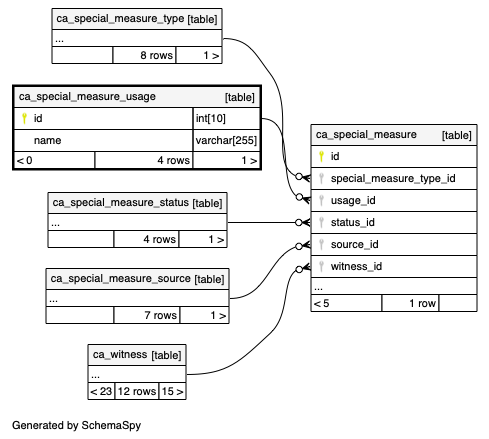 ca_special_measure_type [table]
...
8 rows 1 >
ca_special_measure_usage [table]
id int[10]
name varchar[255]
< 0 4 rows 1 >
ca_special_measure_status [table]
...
4 rows 1 >
ca_special_measure_source [table]
...
7 rows 1 >
ca_witness [table]
...
< 23 12 rows 15 >
ca_special_measure [table]
id
special_measure_type_id
usage_id
status_id
source_id
witness_id
...
< 5 1 row
Generated by SchemaSpy